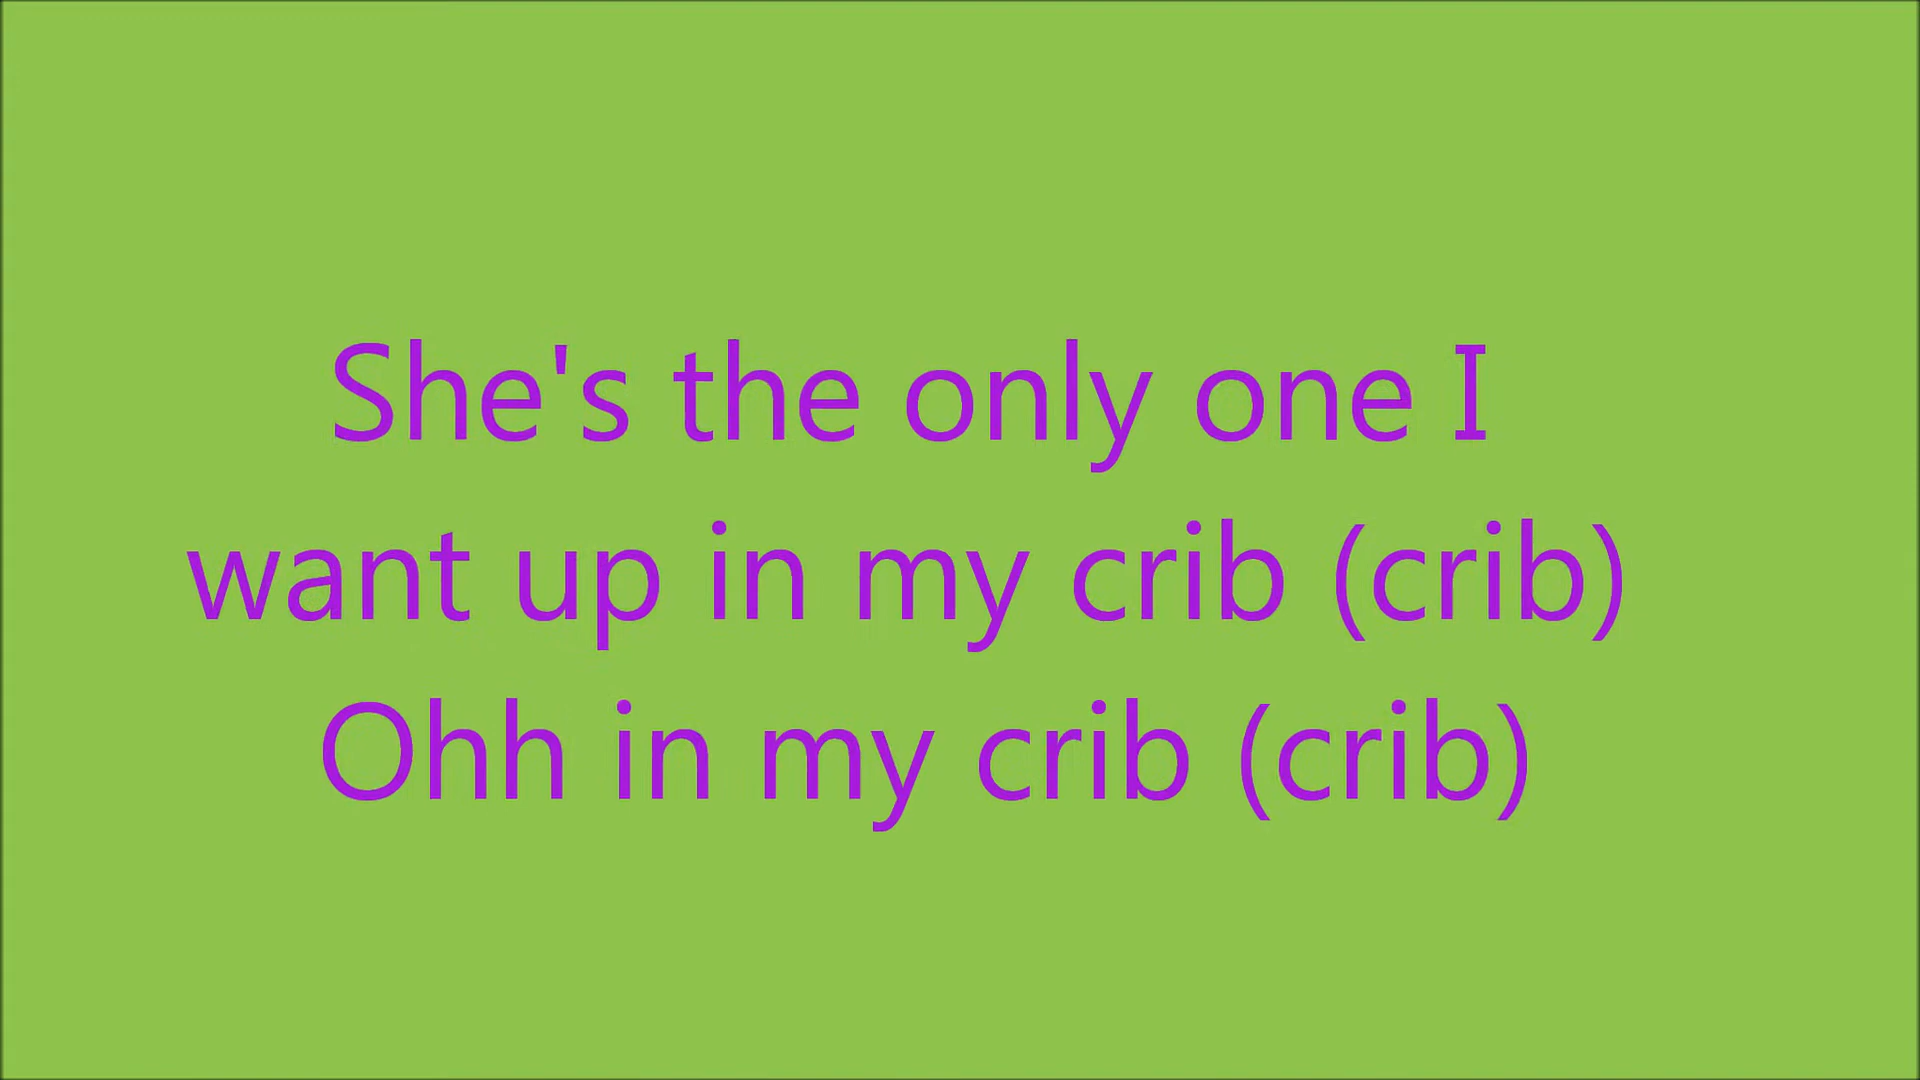 She's the only one I
want up in my crib (crib)
Ohh in my crib (crib)